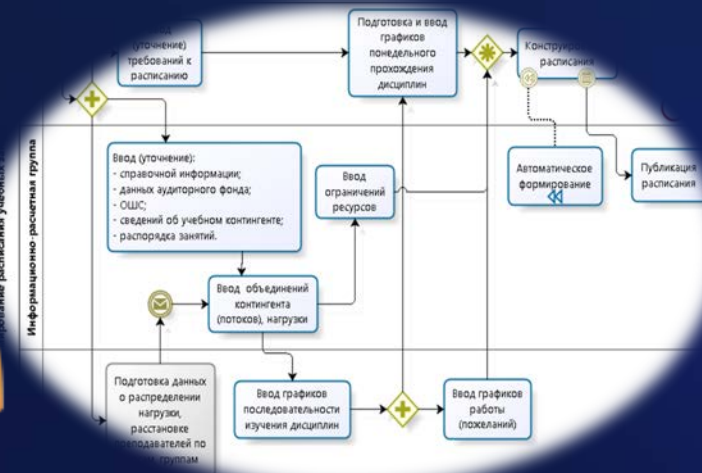 (уточнение)
требований к
расписанию
Подготовка и ввод
графиков
понедельного
прохождения
дисциплин
расписания
Информационно-расчетная группа
Ввод (уточнение):
- справочной информации;
- данных аудиторного фонда;
- ОШС;
- сведений об учебном контингенте;
- распорядка занятий.
Ввод
ограничений
ресурсов
Автоматическое
формирование
Публикация
расписания
Ввод объединений
контингента
(потоков), нагрузки
Подготовка данных
о распределении
нагрузки,
расстановке
преподавателей по
группам
Ввод графиков
последовательности
изучения дисциплин
Ввод графиков
работы
(пожеланий)